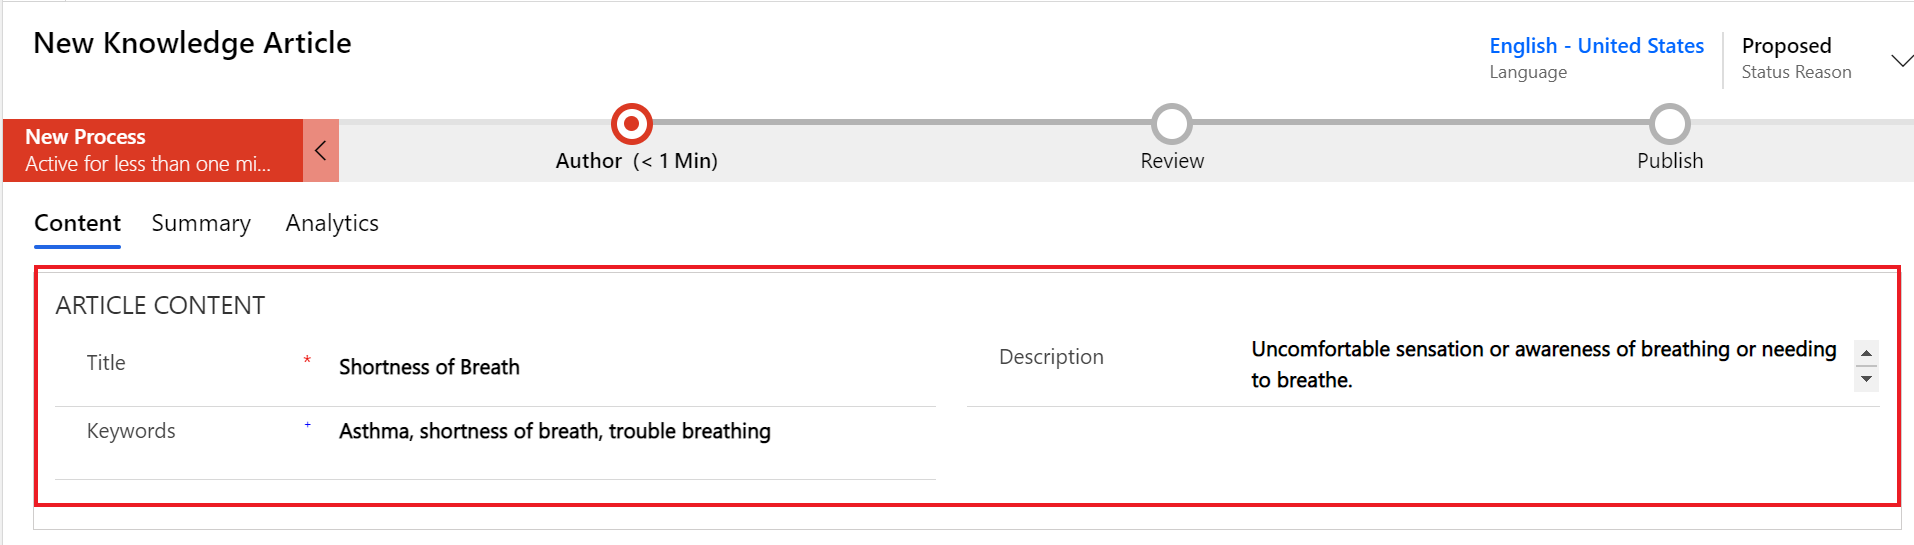 New Knowledge Article
English - United States
Language
Proposed
Status Reason
New Process
Active for less than one mi...
Author (< 1 Min)
Review
Publish
Content
Summary
Analytics
ARTICLE CONTENT
Title * Shortness of Breath
Keywords + Asthma, shortness of breath, trouble breathing
Description
Uncomfortable sensation or awareness of breathing or needing
to breathe.